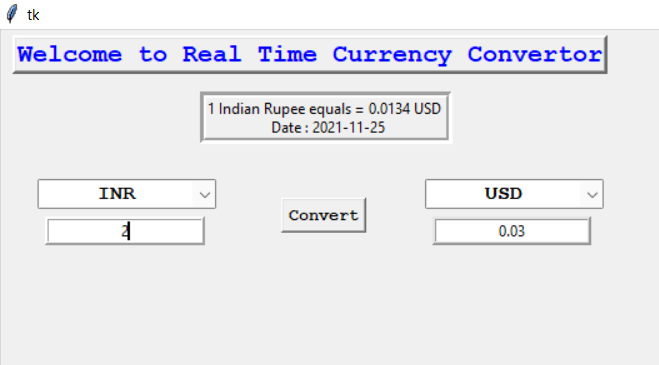 tk
Welcome to Real Time Currency Convertor
1 Indian Rupee equals = 0.0134 USD
Date : 2021-11-25
INR
USD
2
Convert
0.03